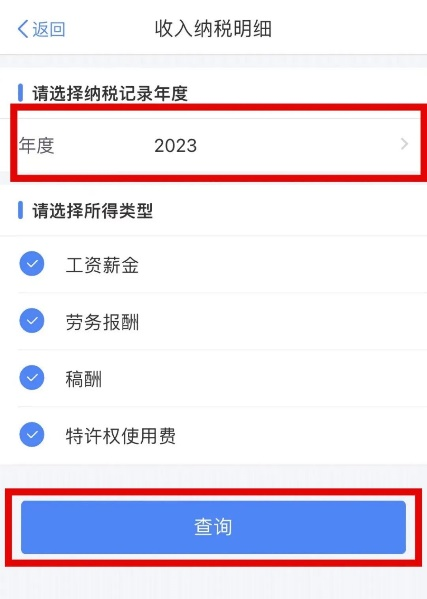 返回
收入纳税明细
请选择纳税记录年度
年度 2023
请选择所得类型
工资薪金
劳务报酬
稿酬
特许权使用费
查询